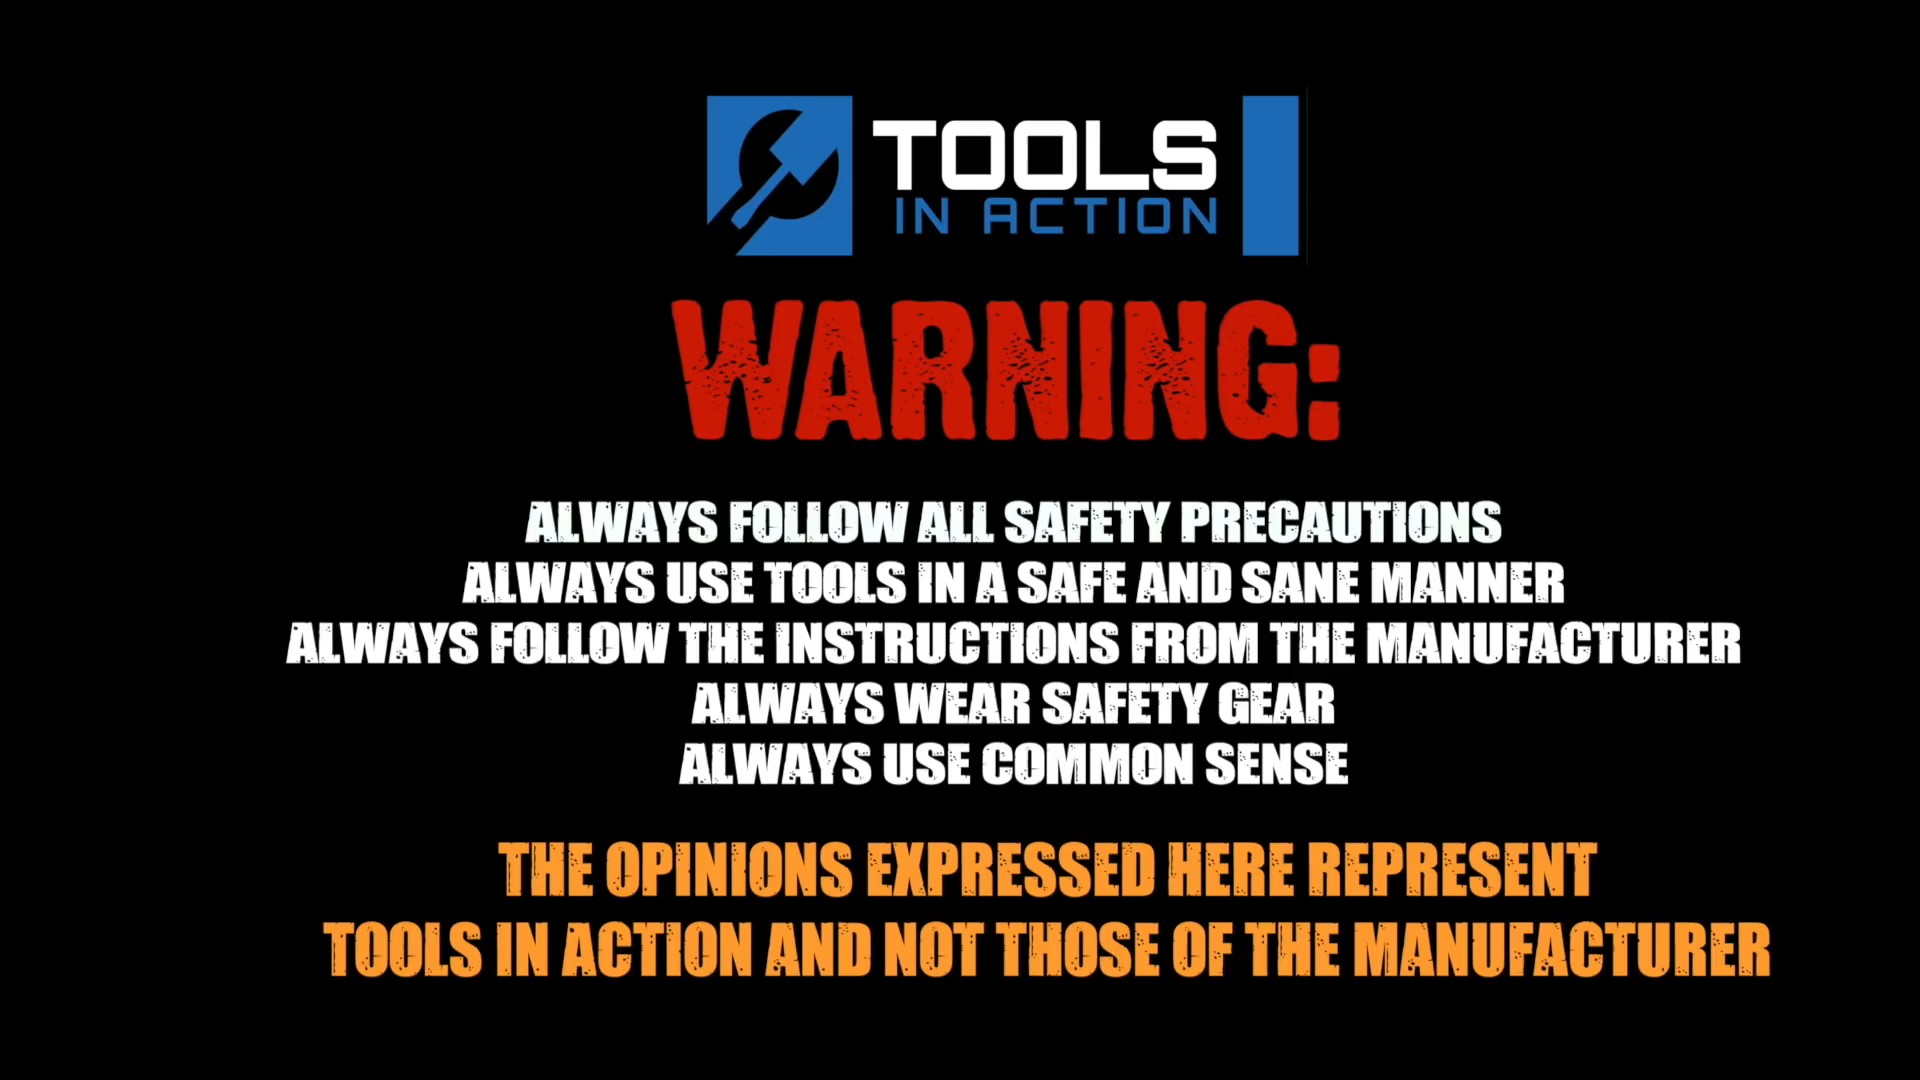 TOOLS
IN ACTION
WARNING:
ALWAYS FOLLOW ALL SAFETY PRECAUTIONS
ALWAYS USE TOOLS IN A SAFE AND SANE MANNER
ALWAYS FOLLOW THE INSTRUCTIONS FROM THE MANUFACTURER
ALWAYS WEAR SAFETY GEAR
ALWAYS USE COMMON SENSE
THE OPINIONS EXPRESSED HERE REPRESENT
TOOLS IN ACTION AND NOT THOSE OF THE MANUFACTURER